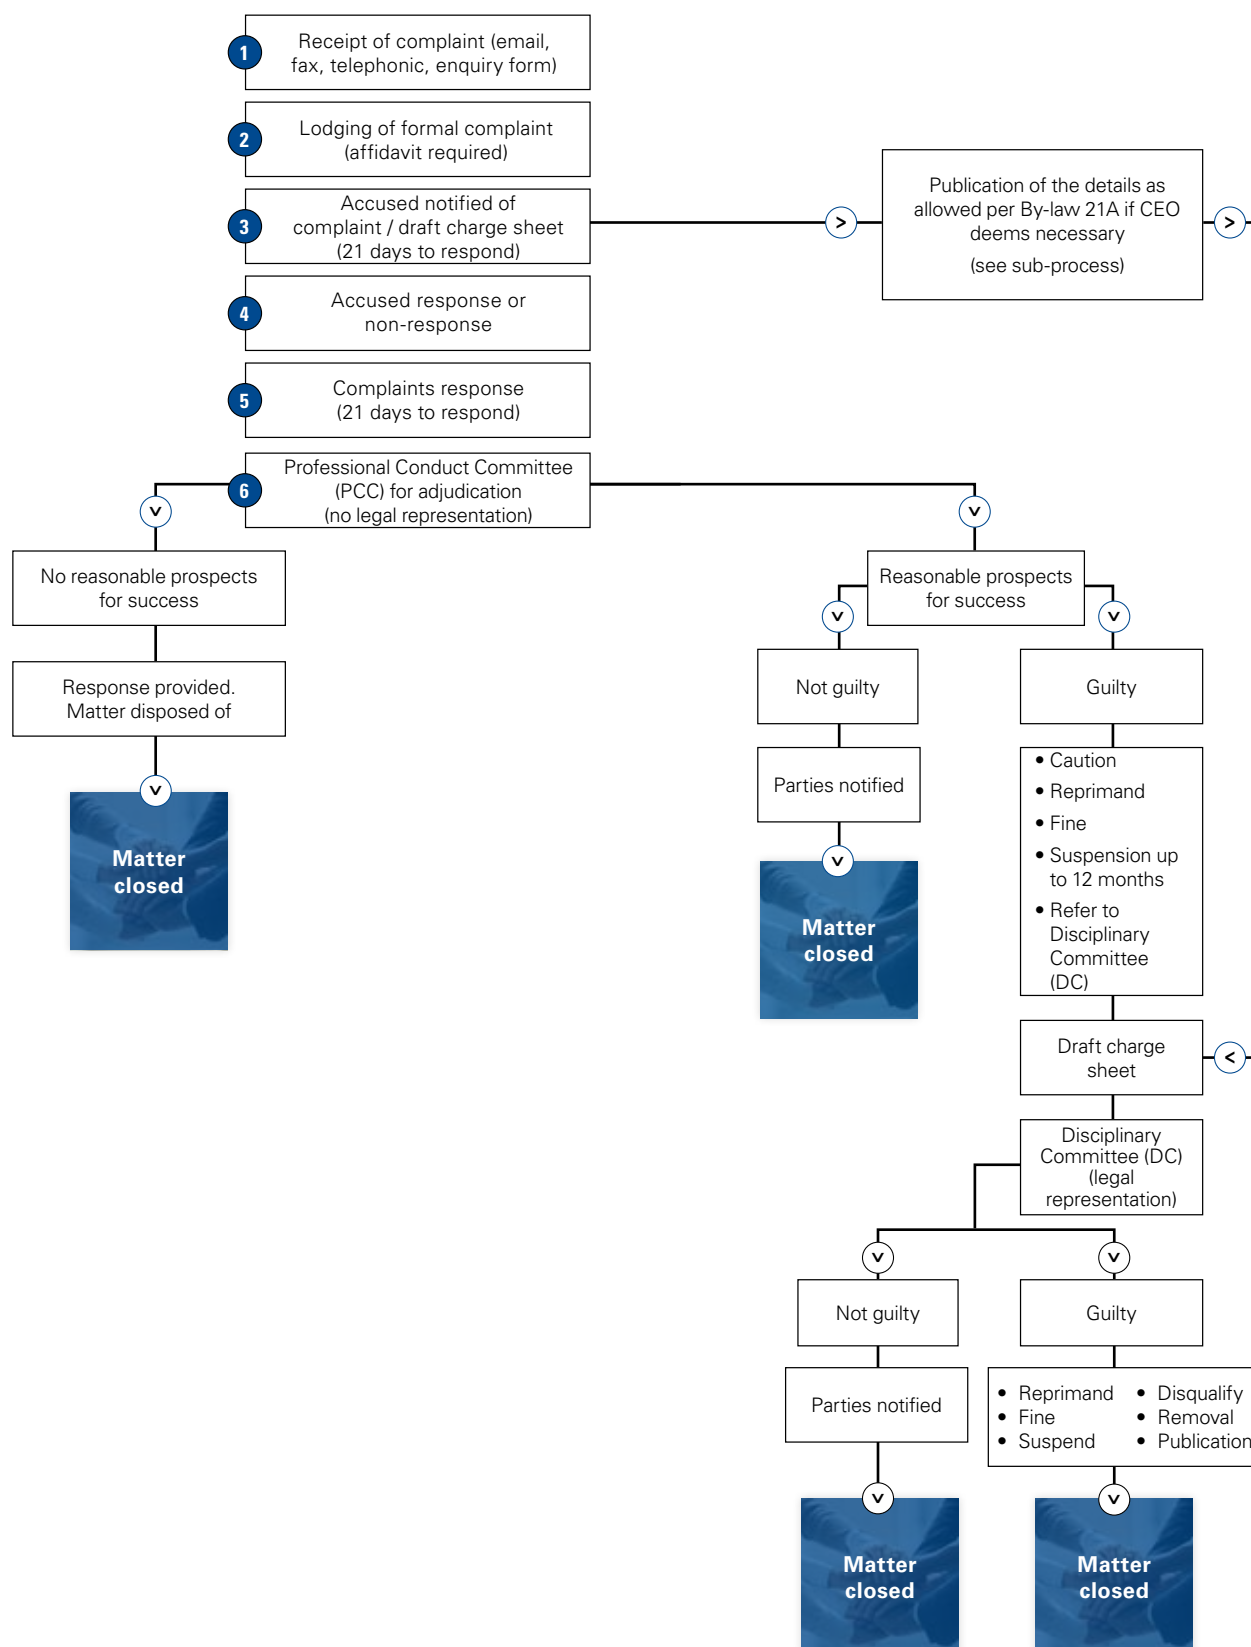 1
Receipt of complaint (email,
fax, telephonic, enquiry form)
2
Lodging of formal complaint
(affidavit required)
3
Accused notified of
complaint / draft charge sheet
(21 days to respond)
>
Publication of the details as
allowed per By-law 21A if CEO
deems necessary
(see sub-process)
>
4
Accused response or
non-response
5
Complaints response
(21 days to respond)
6
Professional Conduct Committee
(PCC) for adjudication
(no legal representation)
No reasonable prospects
for success
Response provided.
Matter disposed of
Matter
closed
Reasonable prospects
for success
Not guilty
Parties notified
Matter
closed
Guilty
• Caution
• Reprimand
• Fine
• Suspension up
to 12 months
• Refer to
Disciplinary
Committee
(DC)
Draft charge
sheet
<
Disciplinary
Committee (DC)
(legal
representation)
Not guilty
Parties notified
Matter
closed
Guilty
• Reprimand
• Fine
• Suspend
• Disqualify
• Removal
• Publication
Matter
closed